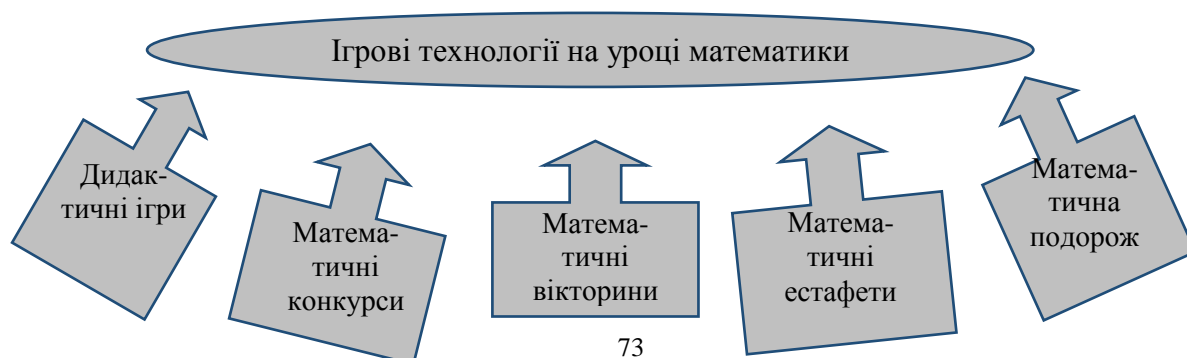 Ігрові технології на уроці математики
Дидак-
тичні ігри
Матема-
тичні
конкурси
Матема-
тичні
вікторини
Матема-
тичні
естафети
Матема-
тична
подорож
73